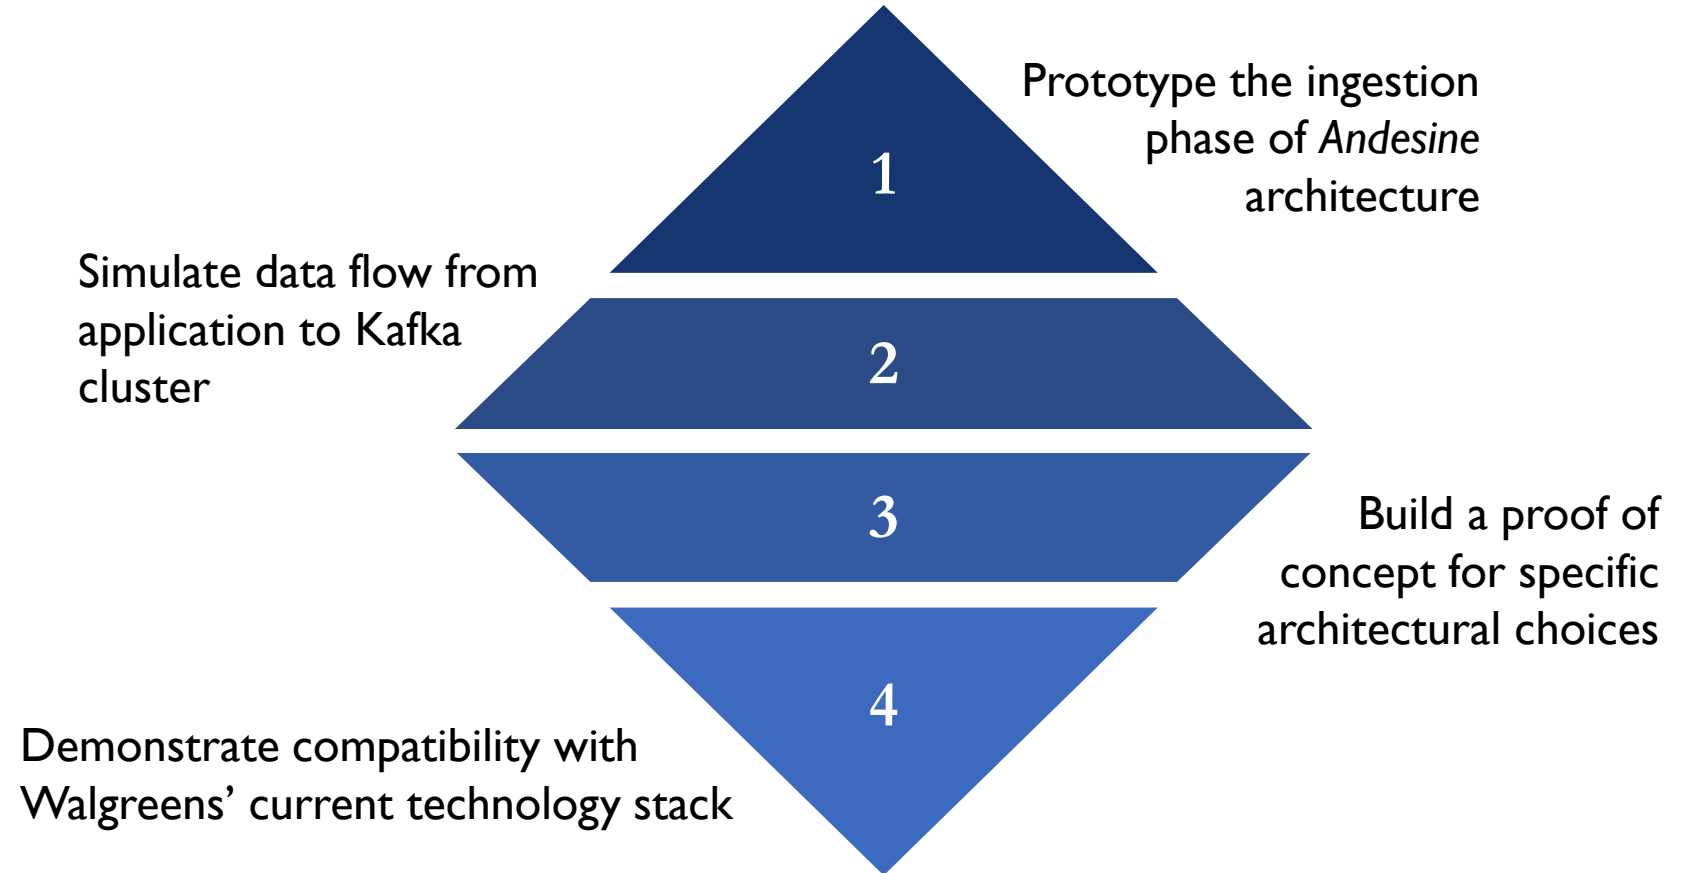 1
Prototype the ingestion
phase of Andesine
architecture
2
Simulate data flow from
application to Kafka
cluster
3
Build a proof of
concept for specific
architectural choices
4
Demonstrate compatibility with
Walgreens’ current technology stack